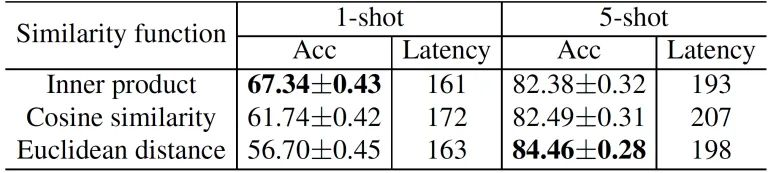 Similarity function 1-shot 5-shot
Acc Latency Acc Latency
Inner product 67.34±0.43 161 82.38±0.32 193
Cosine similarity 61.74±0.42 172 82.49±0.31 207
Euclidean distance 56.70±0.45 163 84.46±0.28 198